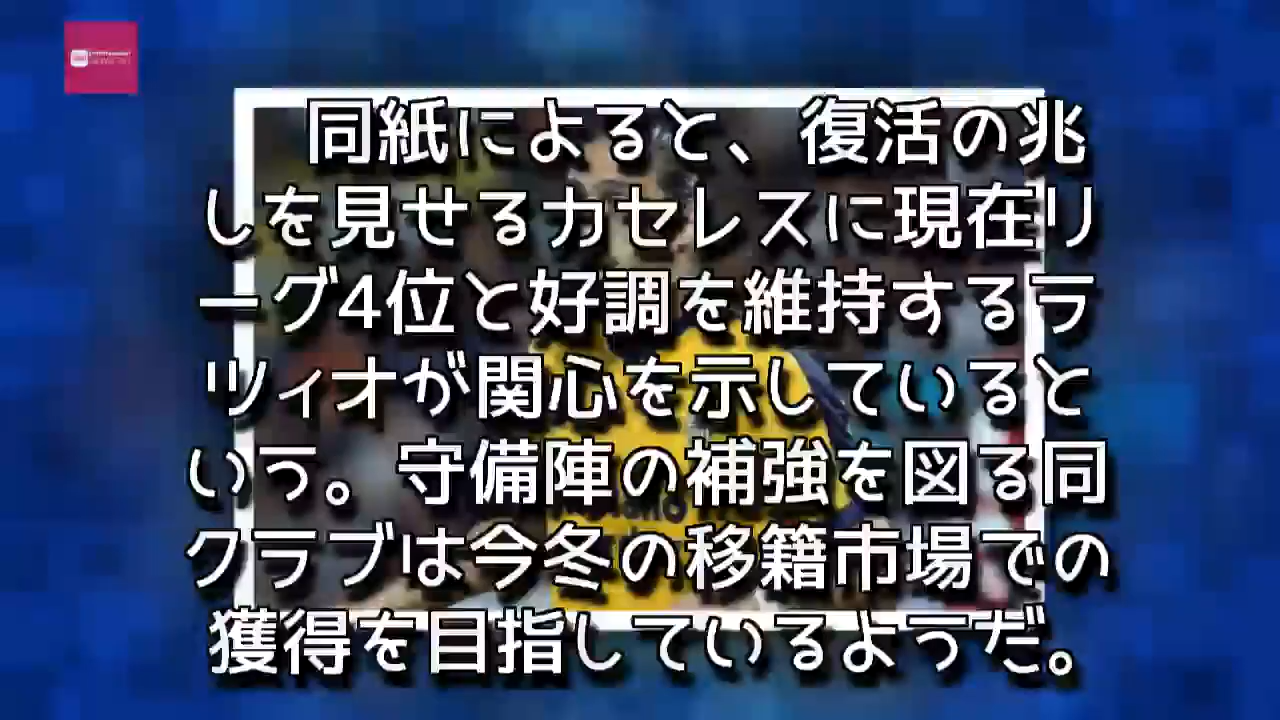 同紙によると、復活の兆
しを見せるカセレスに現在リ
ーグ4位と好調を維持するラ
ツィオが関心を示していると
いう。守備陣の補強を図る同
クラブは今冬の移籍市場での
獲得を目指しているようだ。